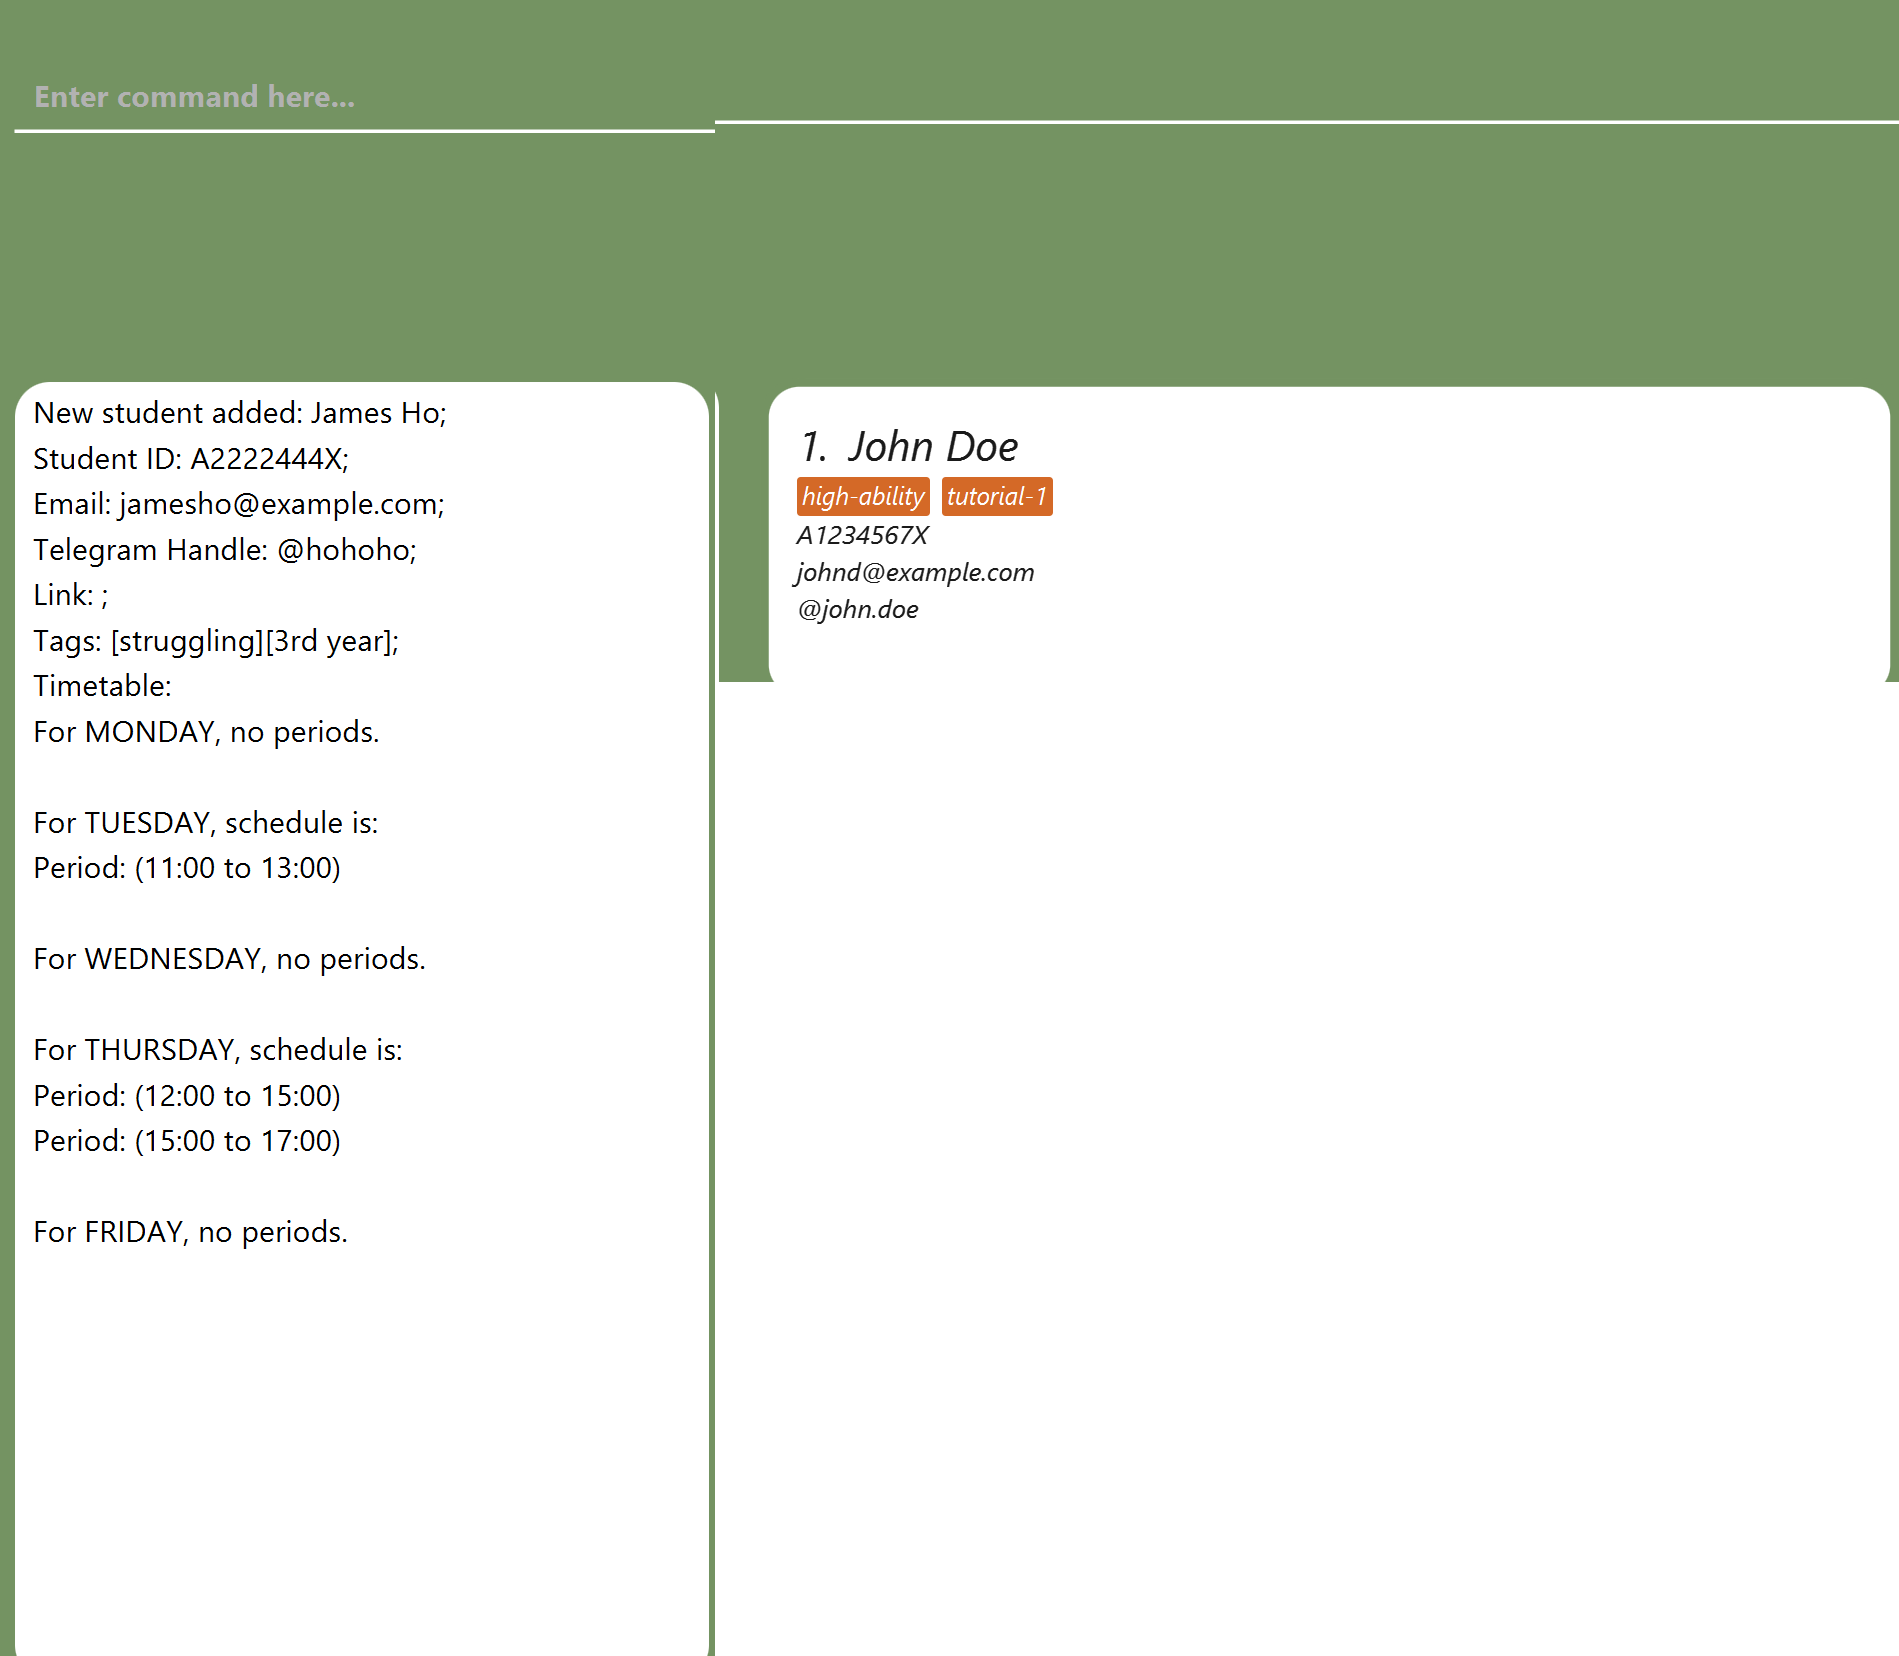 Enter command here...
New student added: James Ho;
Student ID: A2222444X;
Email: jamesho@example.com;
Telegram Handle: @hohoho;
Link: ;
Tags: [struggling][3rd year];
Timetable:
For MONDAY, no periods.
For TUESDAY, schedule is:
Period: (11:00 to 13:00)
For WEDNESDAY, no periods.
For THURSDAY, schedule is:
Period: (12:00 to 15:00)
Period: (15:00 to 17:00)
For FRIDAY, no periods.
1. John Doe
high-ability tutorial-1
A1234567X
johnd@example.com
@john.doe